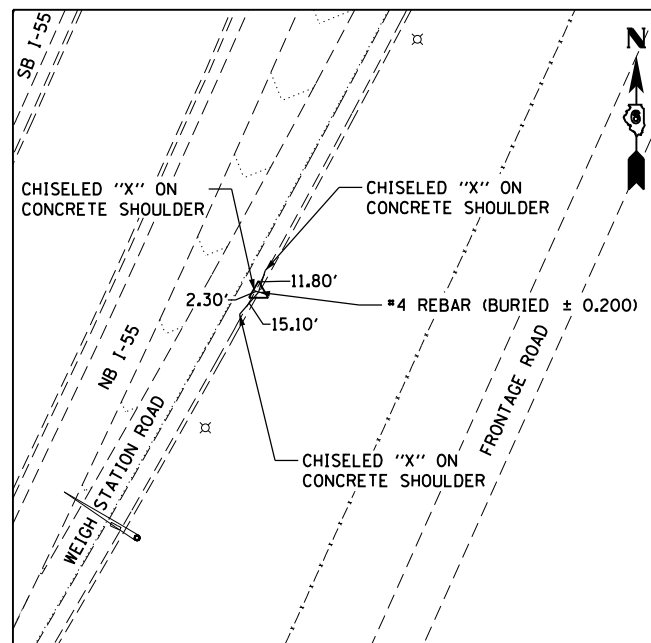 SB I-55
N
6
CHISELED "X" ON
CONCRETE SHOULDER
CHISELED "X" ON
CONCRETE SHOULDER
11.80'
2.30'
#4 REBAR (BURIED ± 0.200)
15.10'
NB I-55
FRONTAGE ROAD
WEIGH STATION ROAD
CHISELED "X" ON
CONCRETE SHOULDER